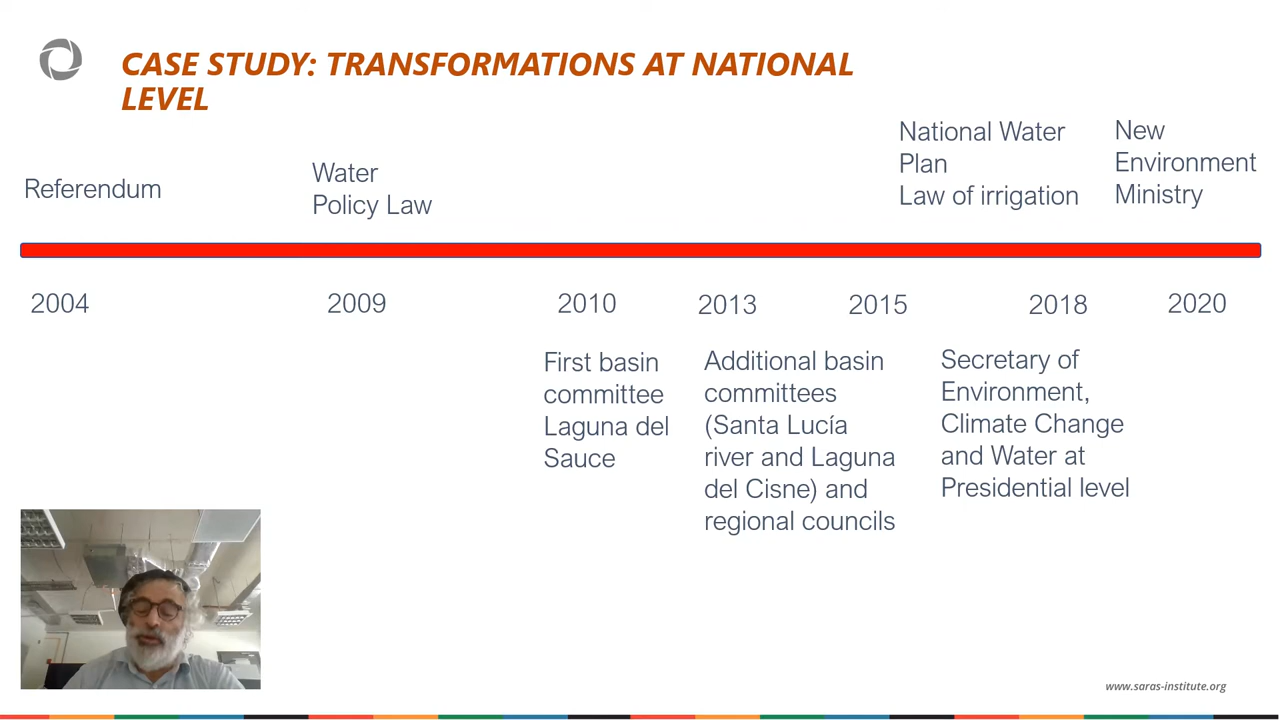 CASE STUDY: TRANSFORMATIONS AT NATIONAL
LEVEL
Referendum
Water
Policy Law
National Water
Plan
Law of irrigation
New
Environment
Ministry
2004
2009
2010
2013
2015
2018
2020
First basin
committee
Laguna del
Sauce
Additional basin
committees
(Santa Lucía
river and Laguna
del Cisne) and
regional councils
Secretary of
Environment,
Climate Change
and Water at
Presidential level
www.saras-institute.org